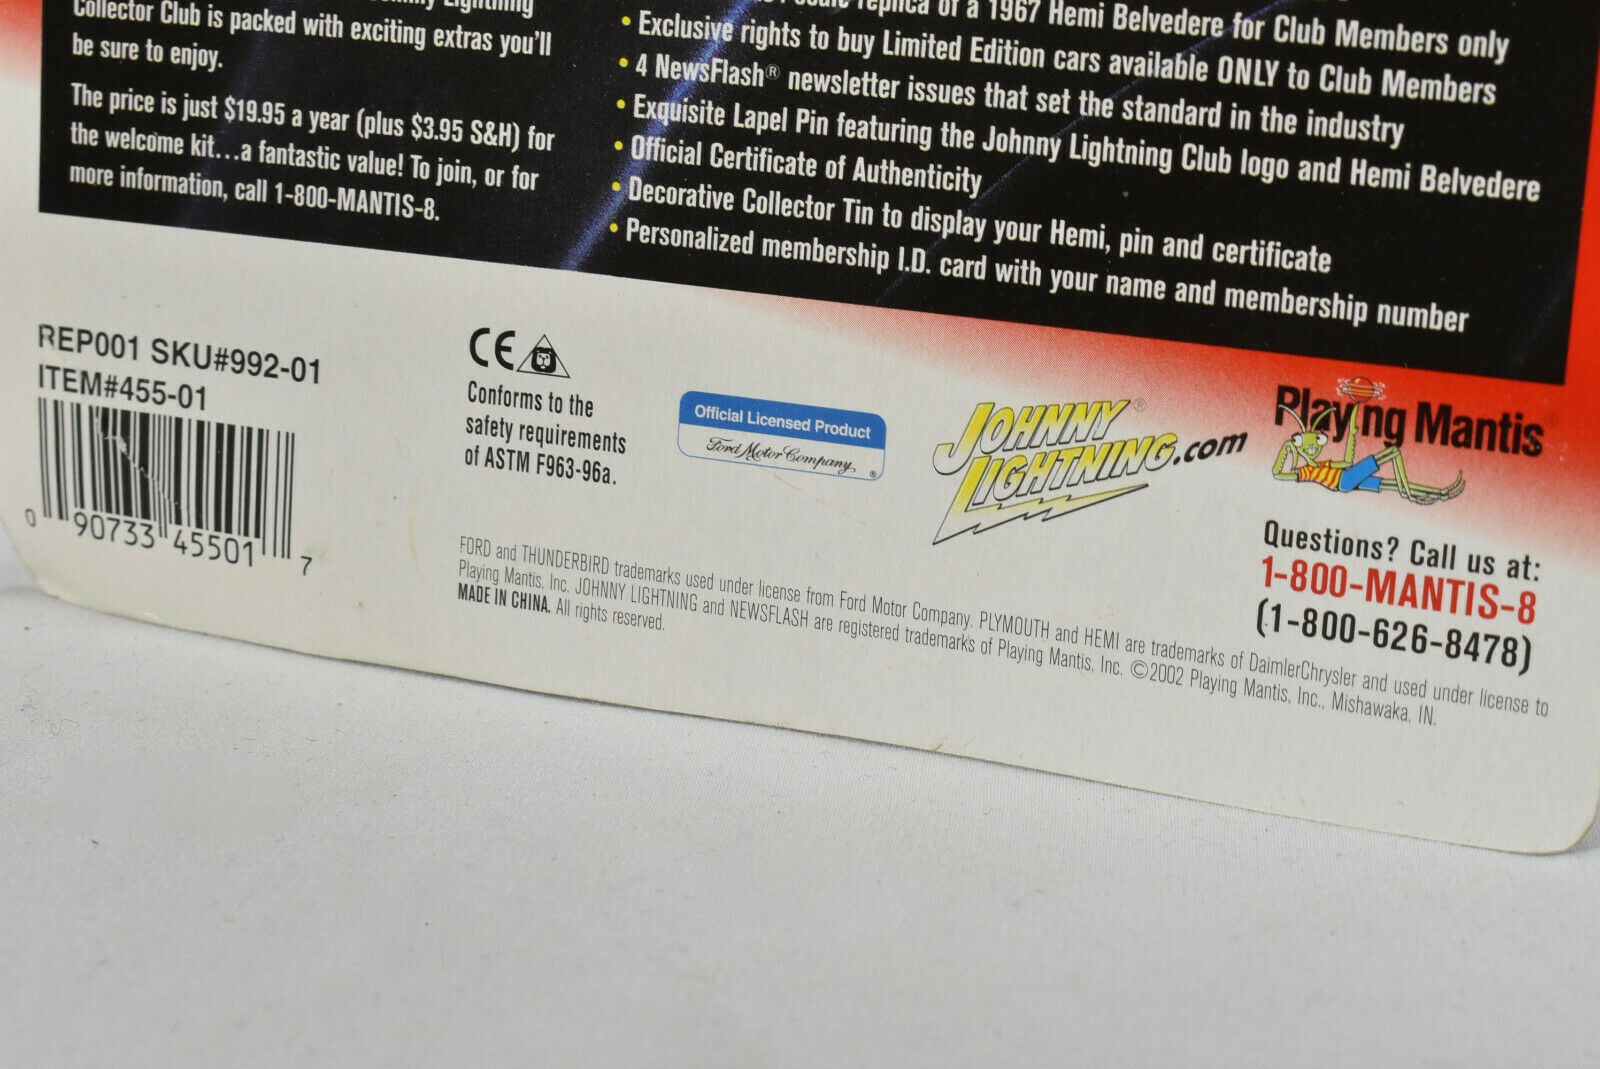 Lightning
Collector Club is packed with exciting extras you'll
be sure to enjoy.
The price is just $19.95 a year (plus $3.95 S&H) for
the welcome kit...a fantastic value! To join, or for
more information, call 1-800-MANTIS-8.
replica of a 1967 Hemi Belvedere for Club Members only
• Exclusive rights to buy Limited Edition cars available ONLY to Club Members
• 4 NewsFlash® newsletter issues that set the standard in the industry
• Exquisite Lapel Pin featuring the Johnny Lightning Club logo and Hemi Belvedere
• Official Certificate of Authenticity
• Decorative Collector Tin to display your Hemi, pin and certificate
• Personalized membership I.D. card with your name and membership number
REP001 SKU#992-01
ITEM#455-01
0 90733 45501 7
CE
Conforms to the
safety requirements
of ASTM F963-96a.
Official Licensed Product
Ford Motor Company ®
JOHNNY ®
LIGHTNING.com
Playing Mantis
Questions? Call us at:
1-800-MANTIS-8
(1-800-626-8478)
FORD and THUNDERBIRD trademarks used under license from Ford Motor Company. PLYMOUTH and HEMI are trademarks of DaimlerChrysler and used under license to
Playing Mantis, Inc. JOHNNY LIGHTNING and NEWSFLASH are registered trademarks of Playing Mantis, Inc. ©2002 Playing Mantis, Inc., Mishawaka, IN.
MADE IN CHINA. All rights reserved.